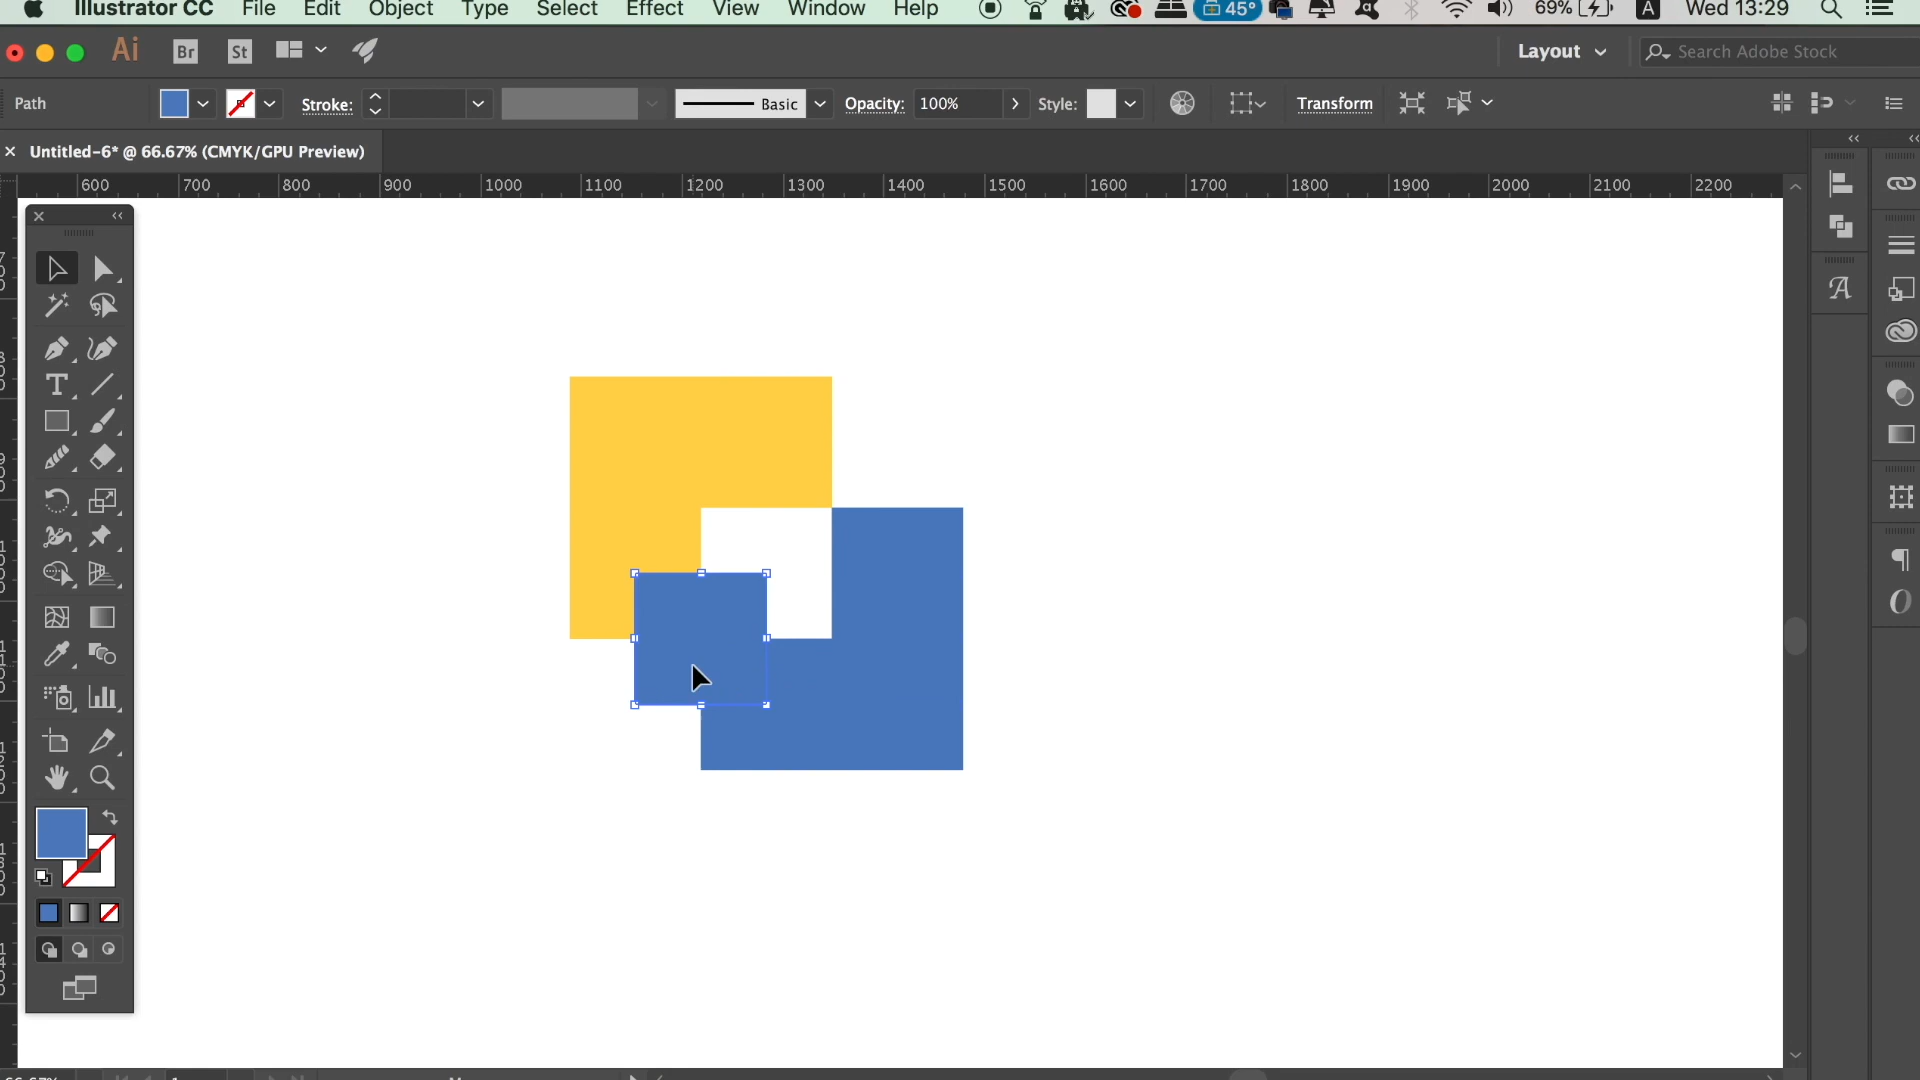 Illustrator CC File Edit Object Type Select Effect View Window Help 45° 69% A Wed 13:29
Ai Br St Layout Search Adobe Stock
Path Stroke: Basic Opacity: 100% Style: Transform
Untitled-6* @ 66.67% (CMYK/GPU Preview)
600 700 800 900 1000 1100 1200 1300 1400 1500 1600 1700 1800 1900 2000 2100 2200